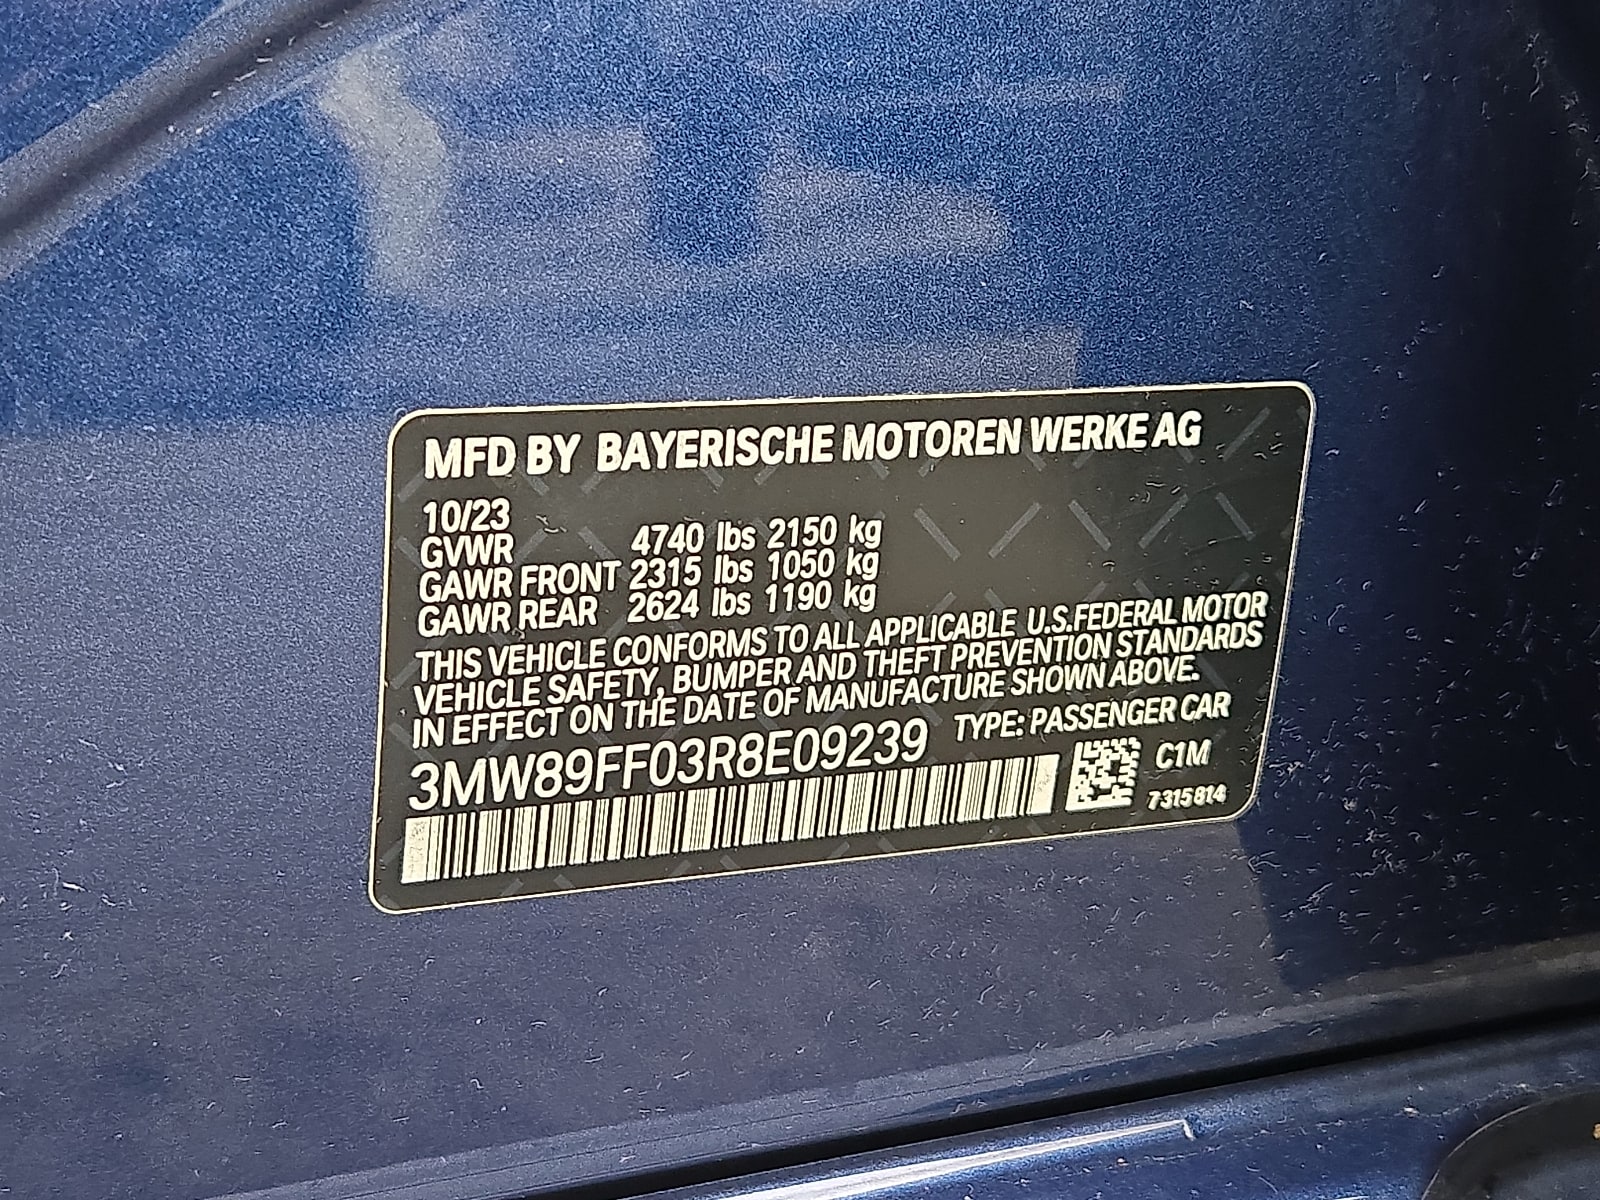 MFD BY BAYERISCHE MOTOREN WERKE AG
10/23
GVWR 4740 lbs 2150 kg
GAWR FRONT 2315 lbs 1050 kg
GAWR REAR 2624 lbs 1190 kg
THIS VEHICLE CONFORMS TO ALL APPLICABLE U.S.FEDERAL MOTOR
VEHICLE SAFETY, BUMPER AND THEFT PREVENTION STANDARDS
IN EFFECT ON THE DATE OF MANUFACTURE SHOWN ABOVE.
3MW89FF03R8E09239 TYPE: PASSENGER CAR
C1M
7315814